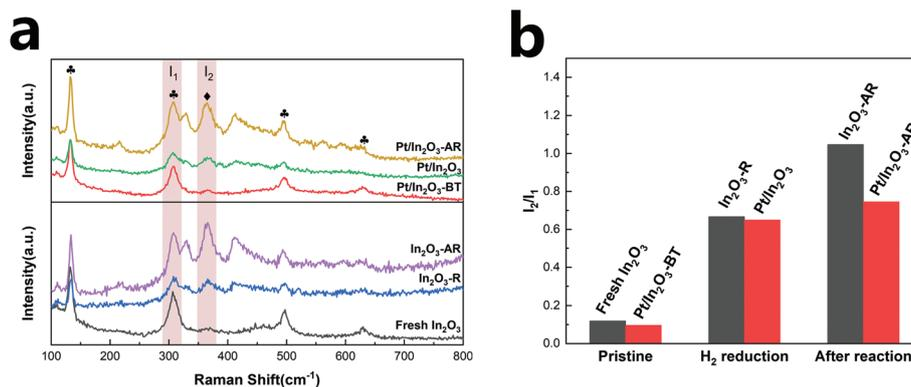 a
Intensity(a.u.)
Intensity(a.u.)
♣
I₁
♣
I₂
♦
♣
♣
Pt/In₂O₃-AR
Pt/In₂O₃
Pt/In₂O₃-BT
In₂O₃-AR
In₂O₃-R
Fresh In₂O₃
100 200 300 400 500 600 700 800
Raman Shift(cm⁻¹)
b
I₂/I₁
1.4
1.2
1.0
0.8
0.6
0.4
0.2
0.0
Fresh In₂O₃
Pt/In₂O₃-BT
In₂O₃-R
Pt/In₂O₃
In₂O₃-AR
Pt/In₂O₃-AR
Pristine H₂ reduction After reaction